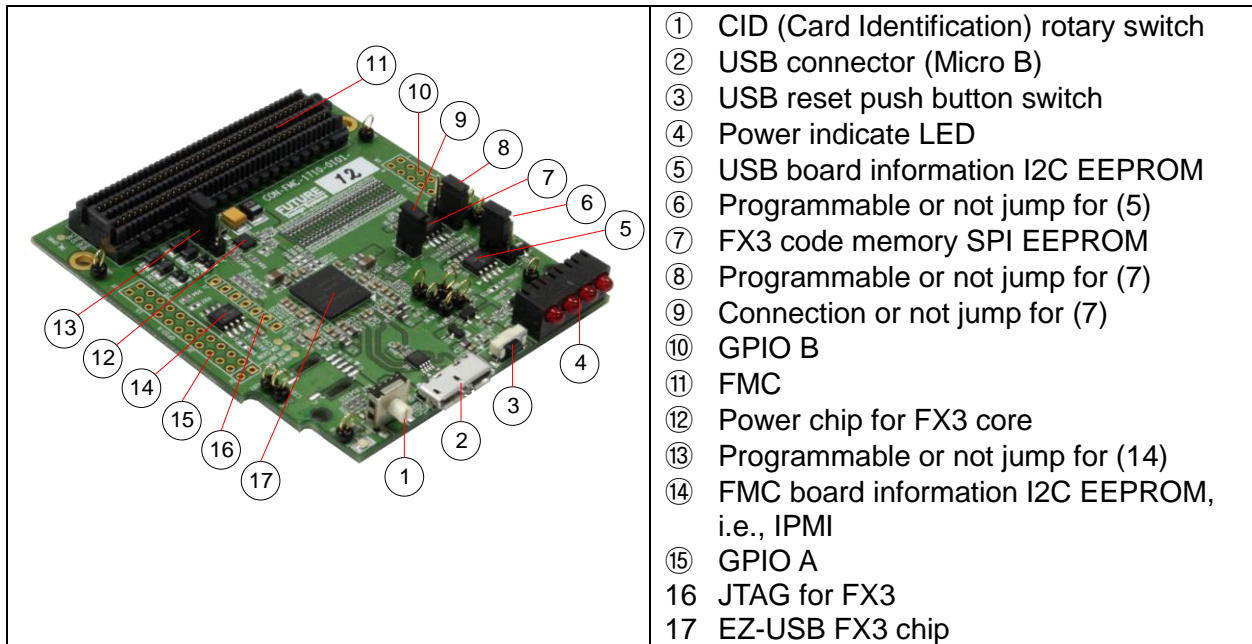 11
10
9
8
7
6
5
13
12
14
15
16
17
1
2
3
4
CON-FMC-1710-0101-
12
FUTURE
① CID (Card Identification) rotary switch
② USB connector (Micro B)
③ USB reset push button switch
④ Power indicate LED
⑤ USB board information I2C EEPROM
⑥ Programmable or not jump for (5)
⑦ FX3 code memory SPI EEPROM
⑧ Programmable or not jump for (7)
⑨ Connection or not jump for (7)
⑩ GPIO B
⑪ FMC
⑫ Power chip for FX3 core
⑬ Programmable or not jump for (14)
⑭ FMC board information I2C EEPROM,
i.e., IPMI
⑮ GPIO A
16 JTAG for FX3
17 EZ-USB FX3 chip